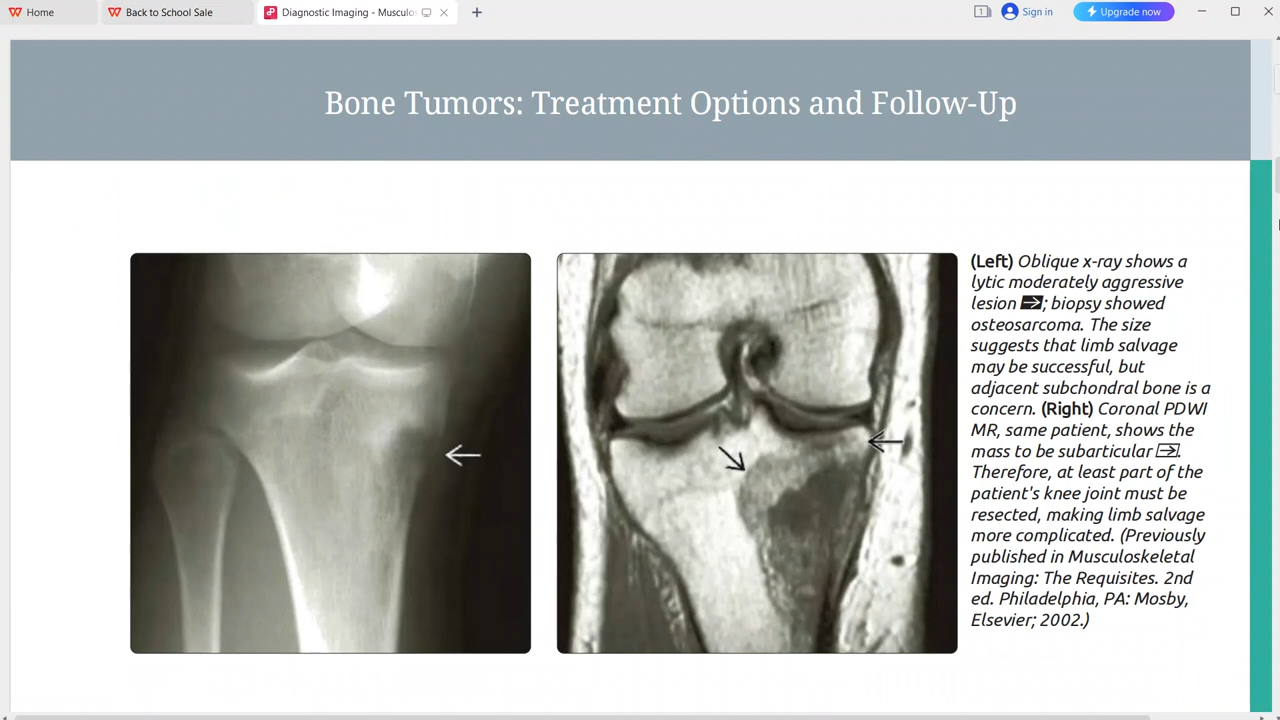 Home
Back to School Sale
Diagnostic Imaging - Musculos
1
Sign in
Upgrade now
Bone Tumors: Treatment Options and Follow-Up
(Left) Oblique x-ray shows a
lytic moderately aggressive
lesion ➡; biopsy showed
osteosarcoma. The size
suggests that limb salvage
may be successful, but
adjacent subchondral bone is a
concern. (Right) Coronal PDWI
MR, same patient, shows the
mass to be subarticular ➡.
Therefore, at least part of the
patient's knee joint must be
resected, making limb salvage
more complicated. (Previously
published in Musculoskeletal
Imaging: The Requisites. 2nd
ed. Philadelphia, PA: Mosby,
Elsevier; 2002.)